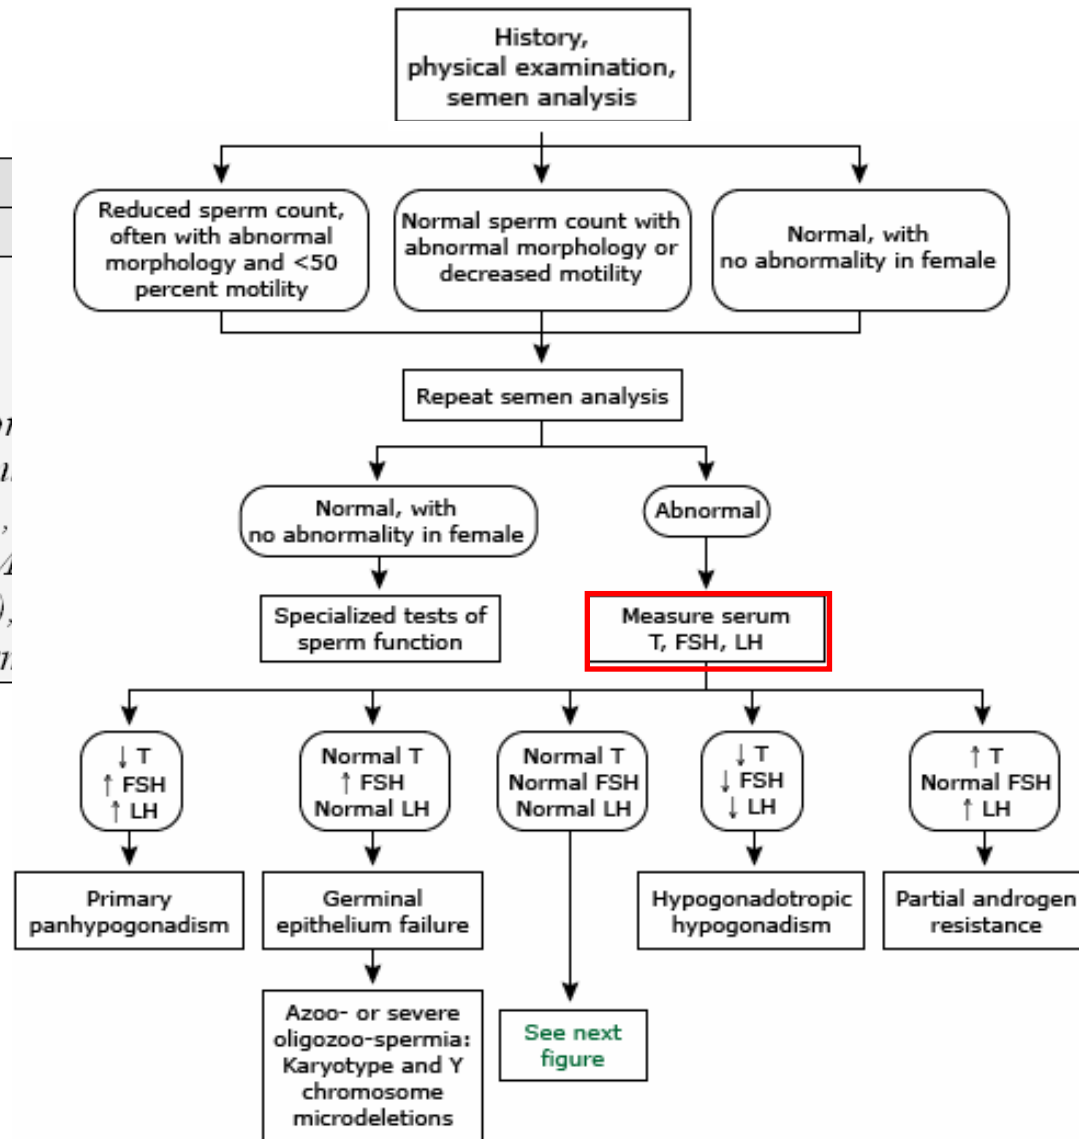 History,
physical examination,
semen analysis
Reduced sperm count,
often with abnormal
morphology and <50
percent motility
Normal sperm count with
abnormal morphology or
decreased motility
Normal, with
no abnormality in female
Repeat semen analysis
Normal, with
no abnormality in female
Abnormal
Specialized tests of
sperm function
Measure serum
T, FSH, LH
↓ T
↑ FSH
↑ LH
Normal T
↑ FSH
Normal LH
Normal T
Normal FSH
Normal LH
↓ T
↓ FSH
↓ LH
↑ T
Normal FSH
↑ LH
Primary
panhypogonadism
Germinal
epithelium failure
Hypogonadotropic
hypogonadism
Partial androgen
resistance
Azoo- or severe
oligozoo-spermia:
Karyotype and Y
chromosome
microdeletions
See next
figure